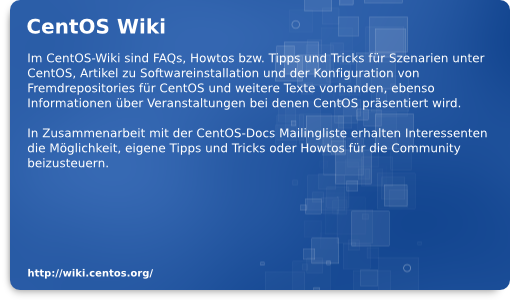 CentOS Wiki
Im CentOS-Wiki sind FAQs, Howtos bzw. Tipps und Tricks für Szenarien unter
CentOS, Artikel zu Softwareinstallation und der Konfiguration von
Fremdrepositories für CentOS und weitere Texte vorhanden, ebenso
Informationen über Veranstaltungen bei denen CentOS präsentiert wird.
In Zusammenarbeit mit der CentOS-Docs Mailingliste erhalten Interessenten
die Möglichkeit, eigene Tipps und Tricks oder Howtos für die Community
beizusteuern.
http://wiki.centos.org/